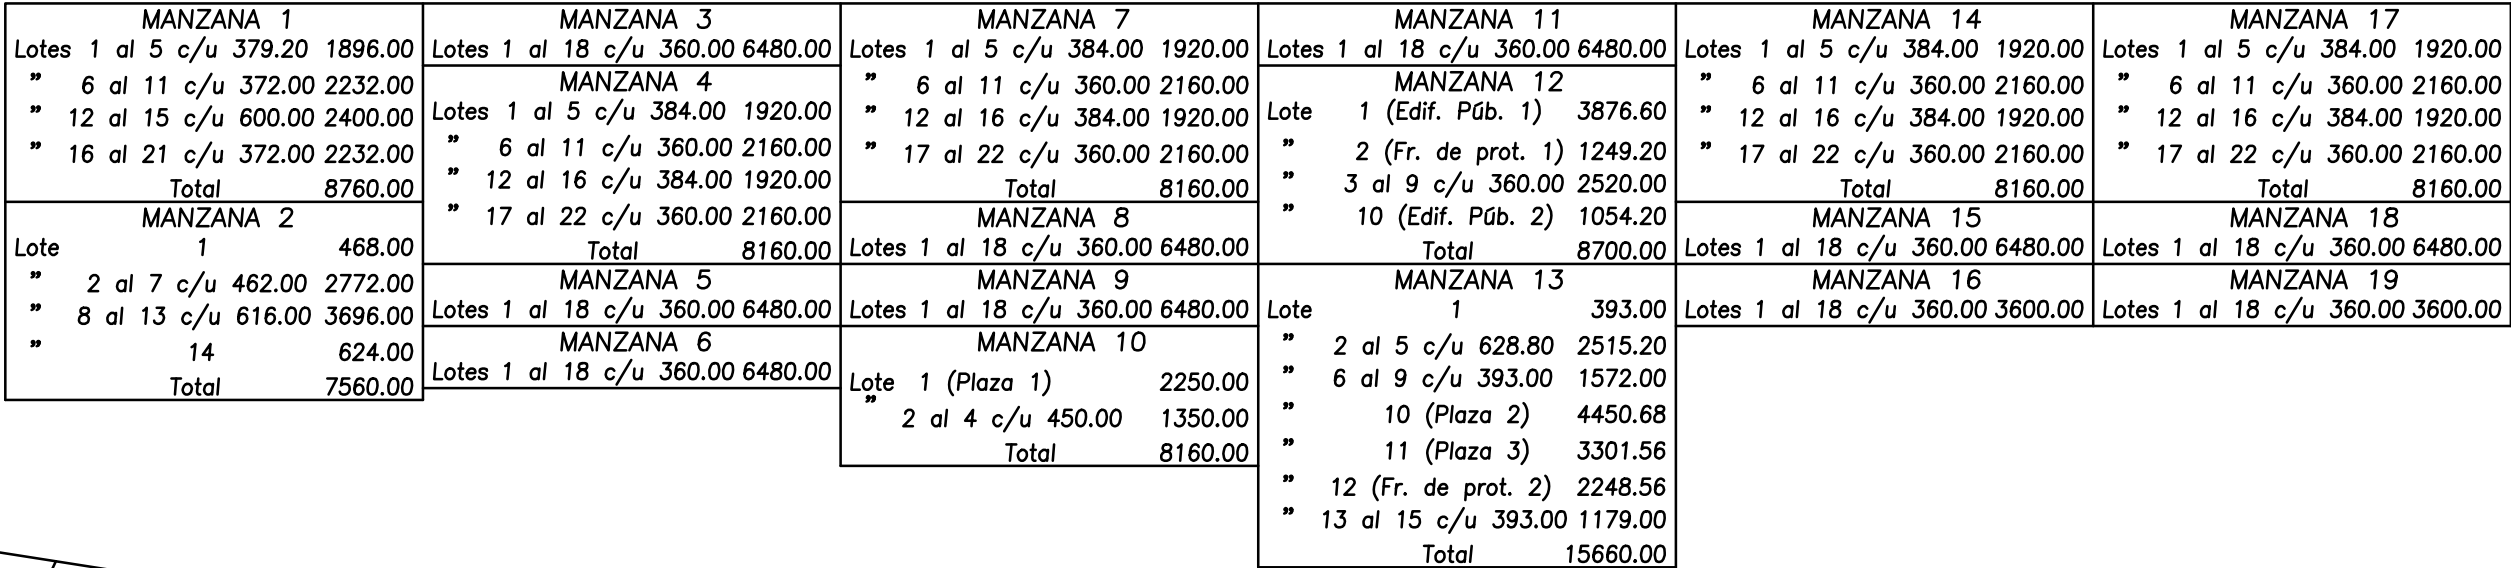 MANZANA 1
Lotes 1 al 5 c/u 379.20 1896.00
" 6 al 11 c/u 372.00 2232.00
" 12 al 15 c/u 600.00 2400.00
" 16 al 21 c/u 372.00 2232.00
Total 8760.00
MANZANA 2
Lote 1 468.00
" 2 al 7 c/u 462.00 2772.00
" 8 al 13 c/u 616.00 3696.00
" 14 624.00
Total 7560.00
MANZANA 3
Lotes 1 al 18 c/u 360.00 6480.00
MANZANA 4
Lotes 1 al 5 c/u 384.00 1920.00
" 6 al 11 c/u 360.00 2160.00
" 12 al 16 c/u 384.00 1920.00
" 17 al 22 c/u 360.00 2160.00
Total 8160.00
MANZANA 5
Lotes 1 al 18 c/u 360.00 6480.00
MANZANA 6
Lotes 1 al 18 c/u 360.00 6480.00
MANZANA 7
Lotes 1 al 5 c/u 384.00 1920.00
" 6 al 11 c/u 360.00 2160.00
" 12 al 16 c/u 384.00 1920.00
" 17 al 22 c/u 360.00 2160.00
Total 8160.00
MANZANA 8
Lotes 1 al 18 c/u 360.00 6480.00
MANZANA 9
Lotes 1 al 18 c/u 360.00 6480.00
MANZANA 10
Lote 1 (Plaza 1) 2250.00
" 2 al 4 c/u 450.00 1350.00
Total 8160.00
MANZANA 11
Lotes 1 al 18 c/u 360.00 6480.00
MANZANA 12
Lote 1 (Edif. Púb. 1) 3876.60
" 2 (Fr. de prot. 1) 1249.20
" 3 al 9 c/u 360.00 2520.00
" 10 (Edif. Púb. 2) 1054.20
Total 8700.00
MANZANA 13
Lote 1 393.00
" 2 al 5 c/u 628.80 2515.20
" 6 al 9 c/u 393.00 1572.00
" 10 (Plaza 2) 4450.68
" 11 (Plaza 3) 3301.56
" 12 (Fr. de prot. 2) 2248.56
" 13 al 15 c/u 393.00 1179.00
Total 15660.00
MANZANA 14
Lotes 1 al 5 c/u 384.00 1920.00
" 6 al 11 c/u 360.00 2160.00
" 12 al 16 c/u 384.00 1920.00
" 17 al 22 c/u 360.00 2160.00
Total 8160.00
MANZANA 15
Lotes 1 al 18 c/u 360.00 6480.00
MANZANA 16
Lotes 1 al 18 c/u 360.00 3600.00
MANZANA 17
Lotes 1 al 5 c/u 384.00 1920.00
" 6 al 11 c/u 360.00 2160.00
" 12 al 16 c/u 384.00 1920.00
" 17 al 22 c/u 360.00 2160.00
Total 8160.00
MANZANA 18
Lotes 1 al 18 c/u 360.00 6480.00
MANZANA 19
Lotes 1 al 18 c/u 360.00 3600.00